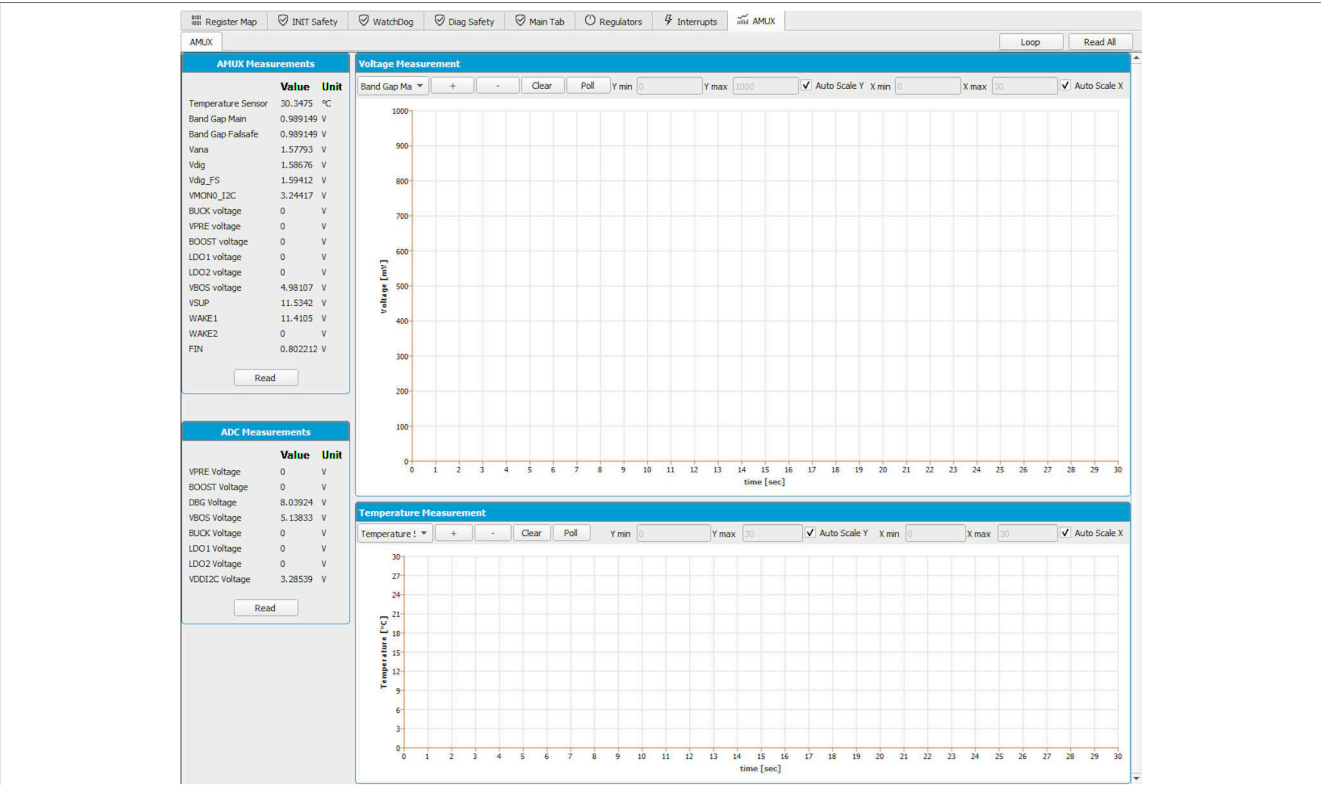 Register Map INIT Safety WatchDog Diag Safety Main Tab Regulators Interrupts AMUX
AMUX Loop Read All
AMUX Measurements
Value Unit
Temperature Sensor 30.3475 °C
Band Gap Main 0.989149 V
Band Gap Failsafe 0.989149 V
Vana 1.57793 V
Vdig 1.58676 V
Vdig_FS 1.59412 V
VMON0_I2C 3.24417 V
BUCK voltage 0 V
VPRE voltage 0 V
BOOST voltage 0 V
LDO1 voltage 0 V
LDO2 voltage 0 V
VBOS voltage 4.98107 V
VSUP 11.5342 V
WAKE1 11.4105 V
WAKE2 0 V
FIN 0.802212 V
Read
ADC Measurements
Value Unit
VPRE Voltage 0 V
BOOST Voltage 0 V
DBG Voltage 8.03924 V
VBOS Voltage 5.13833 V
BUCK Voltage 0 V
LDO1 Voltage 0 V
LDO2 Voltage 0 V
VDDI2C Voltage 3.28539 V
Read
Voltage Measurement
Band Gap Ma + - Clear Poll Y min 0 Y max 1000 Auto Scale Y X min 0 X max 30 Auto Scale X
1000
900
800
700
600
500
400
300
200
100
0
Voltage [mV]
0 1 2 3 4 5 6 7 8 9 10 11 12 13 14 15 16 17 18 19 20 21 22 23 24 25 26 27 28 29 30
time [sec]
Temperature Measurement
Temperature S + - Clear Poll Y min 0 Y max 30 Auto Scale Y X min 0 X max 30 Auto Scale X
30
27
24
21
18
15
12
9
6
3
0
Temperature [°C]
0 1 2 3 4 5 6 7 8 9 10 11 12 13 14 15 16 17 18 19 20 21 22 23 24 25 26 27 28 29 30
time [sec]